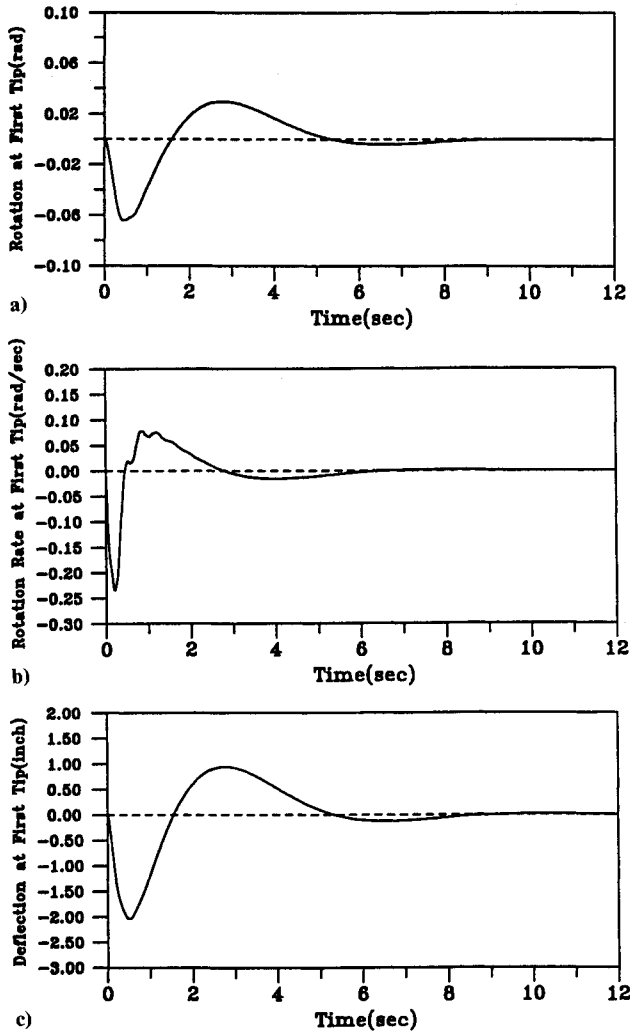 Rotation at First Tip(rad)
0.10
0.06
0.02
−0.02
−0.06
−0.10
0 2 4 6 8 10 12
Time(sec)
a)
Rotation Rate at First Tip(rad/sec)
0.20
0.15
0.10
0.05
0.00
−0.05
−0.10
−0.15
−0.20
−0.25
−0.30
0 2 4 6 8 10 12
Time(sec)
b)
Deflection at First Tip(inch)
2.00
1.50
1.00
0.50
0.00
−0.50
−1.00
−1.50
−2.00
−2.50
−3.00
0 2 4 6 8 10 12
Time(sec)
c)